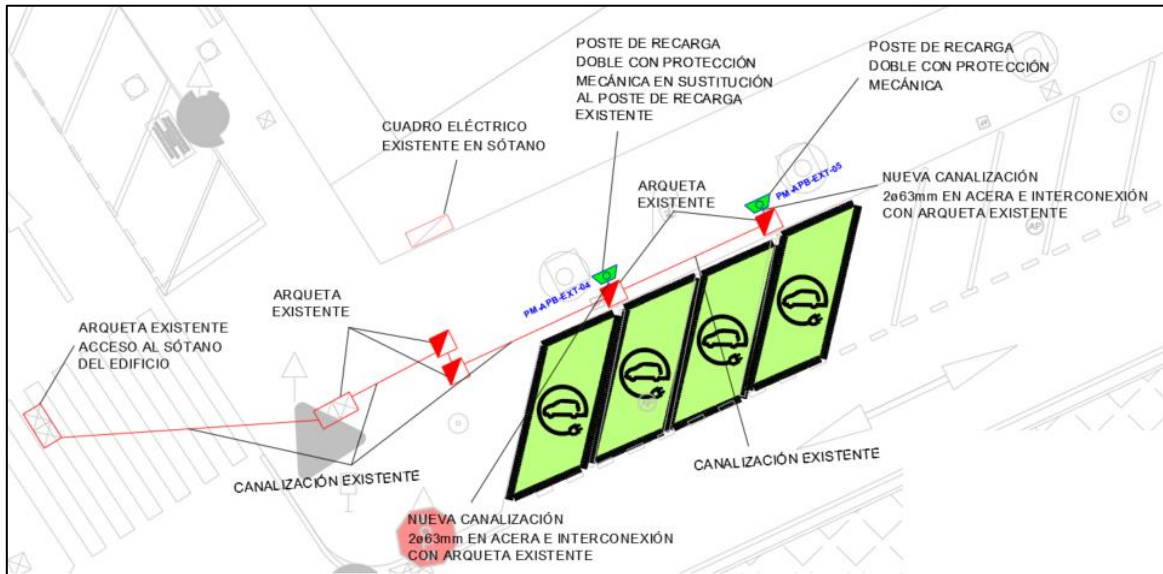 POSTE DE RECARGA
DOBLE CON PROTECCIÓN
MECÁNICA EN SUSTITUCIÓN
AL POSTE DE RECARGA
EXISTENTE
POSTE DE RECARGA
DOBLE CON PROTECCIÓN
MECÁNICA
CUADRO ELÉCTRICO
EXISTENTE EN SÓTANO
ARQUETA
EXISTENTE
PM-APB-EXT-05
NUEVA CANALIZACIÓN
2ø63mm EN ACERA E INTERCONEXIÓN
CON ARQUETA EXISTENTE
AF
PM-APB-EXT-04
ARQUETA
EXISTENTE
ARQUETA EXISTENTE
ACCESO AL SÓTANO
DEL EDIFICIO
CANALIZACIÓN EXISTENTE
CANALIZACIÓN EXISTENTE
NUEVA CANALIZACIÓN
2ø63mm EN ACERA E INTERCONEXIÓN
CON ARQUETA EXISTENTE